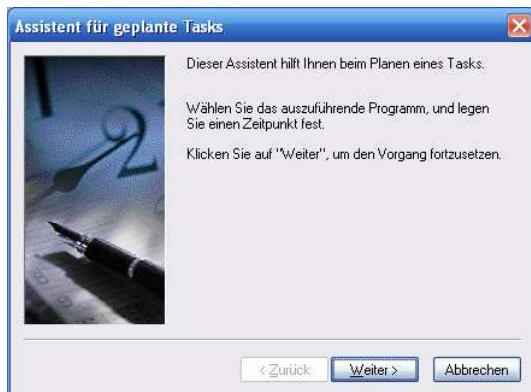 Assistent für geplante Tasks
Dieser Assistent hilft Ihnen beim Planen eines Tasks.
Wählen Sie das auszuführende Programm, und legen
Sie einen Zeitpunkt fest.
Klicken Sie auf "Weiter", um den Vorgang fortzusetzen.
2
< Zurück Weiter > Abbrechen